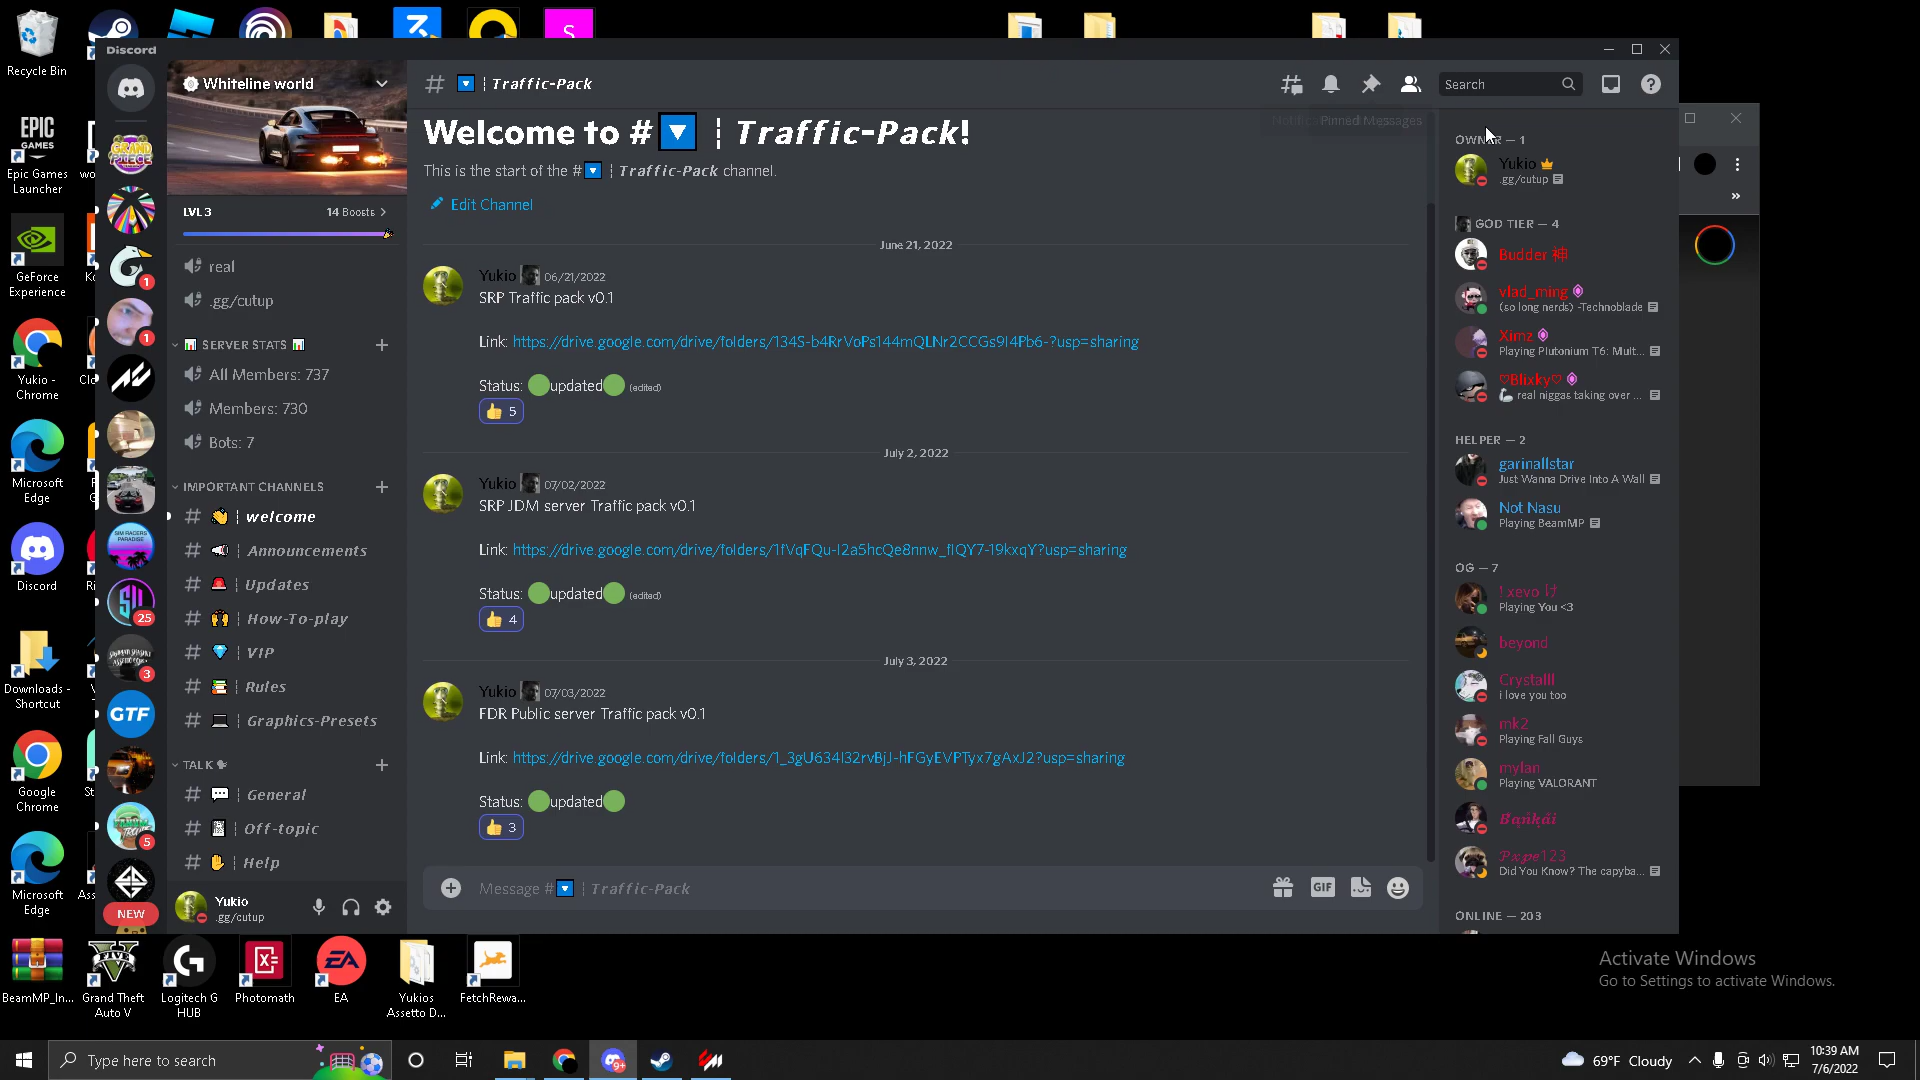 Recycle Bin
Epic Games
Launcher
GeForce
Experience
Yukio -
Chrome
Microsoft
Edge
Discord
Downloads -
Shortcut
Google
Chrome
Microsoft
Edge
BeamMP_In...
Grand Theft
Auto V
Logitech G
HUB
Photomath
EA
Yukios
Assetto D...
FetchRewa...
Discord
Whiteline world
LVL 3
14 Boosts
real
.gg/cutup
SERVER STATS
All Members: 737
Members: 730
Bots: 7
IMPORTANT CHANNELS
welcome
Announcements
Updates
How-To-play
VIP
Rules
Graphics-Presets
TALK
General
Off-topic
Help
Yukio
.gg/cutup
NEW
# | Traffic-Pack
Search
Pinned Messages
Welcome to # ¦ Traffic-Pack!
This is the start of the # ¦ Traffic-Pack channel.
Edit Channel
June 21, 2022
Yukio 06/21/2022
SRP Traffic pack v0.1
Link: https://drive.google.com/drive/folders/134S-b4RrVoPs144mQLNr2CCGs9I4Pb6-?usp=sharing
Status: updated (edited)
5
July 2, 2022
Yukio 07/02/2022
SRP JDM server Traffic pack v0.1
Link: https://drive.google.com/drive/folders/1fVqFQu-I2a5hcQe8nnw_fIQY7-19kxqY?usp=sharing
Status: updated (edited)
4
July 3, 2022
Yukio 07/03/2022
FDR Public server Traffic pack v0.1
Link: https://drive.google.com/drive/folders/1_3gU634I32rvBjJ-hFGyEVPTyx7gAxJ2?usp=sharing
Status: updated
3
Message # ¦ Traffic-Pack
GIF
OWNER — 1
Yukio
.gg/cutup
GOD TIER — 4
Budder 神
vlad_ming
(so long nerds) -Technoblade
Ximz
Playing Plutonium T6: Mult...
♡Blixky♡
real niggas taking over ...
HELPER — 2
garinallstar
Just Wanna Drive Into A Wall
Not Nasu
Playing BeamMP
OG — 7
! xevo け
Playing You <3
beyond
Crystalll
i love you too
mk2
Playing Fall Guys
mylan
Playing VALORANT
Bankai
Pxpe123
Did You Know? The capyba...
ONLINE — 203
Activate Windows
Go to Settings to activate Windows.
Type here to search
69°F Cloudy
10:39 AM
7/6/2022